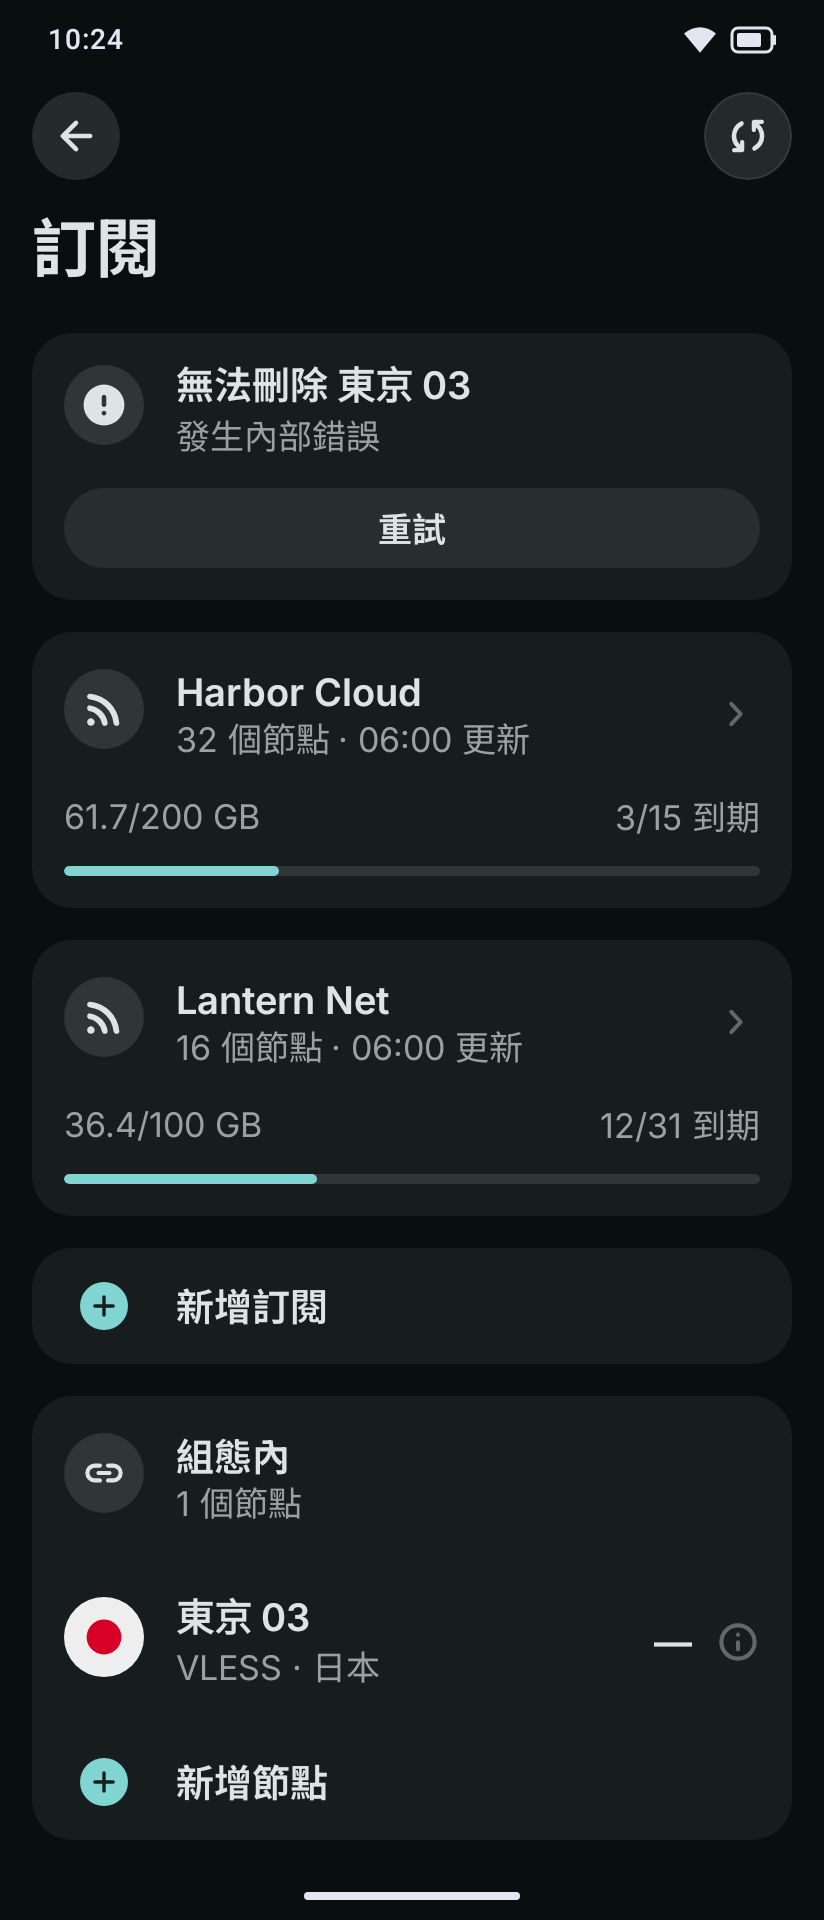 10:24
訂閱
無法刪除 東京 03
發生內部錯誤
重試
Harbor Cloud
32 個節點 · 06:00 更新
61.7/200 GB
3/15 到期
Lantern Net
16 個節點 · 06:00 更新
36.4/100 GB
12/31 到期
新增訂閱
組態內
1 個節點
東京 03
VLESS · 日本
—
新增節點